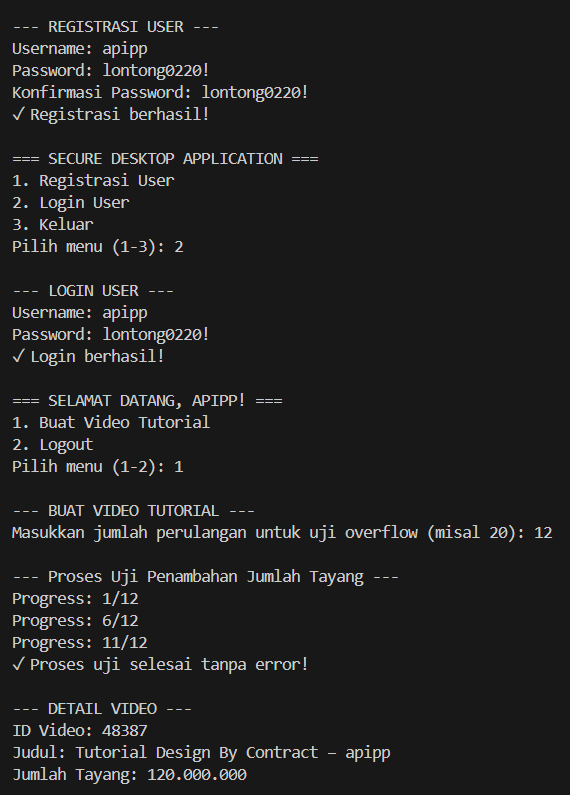 --- REGISTRASI USER ---
Username: apipp
Password: lontong0220!
Konfirmasi Password: lontong0220!
✓ Registrasi berhasil!
=== SECURE DESKTOP APPLICATION ===
1. Registrasi User
2. Login User
3. Keluar
Pilih menu (1-3): 2
--- LOGIN USER ---
Username: apipp
Password: lontong0220!
✓ Login berhasil!
=== SELAMAT DATANG, APIPP! ===
1. Buat Video Tutorial
2. Logout
Pilih menu (1-2): 1
--- BUAT VIDEO TUTORIAL ---
Masukkan jumlah perulangan untuk uji overflow (misal 20): 12
--- Proses Uji Penambahan Jumlah Tayang ---
Progress: 1/12
Progress: 6/12
Progress: 11/12
✓ Proses uji selesai tanpa error!
--- DETAIL VIDEO ---
ID Video: 48387
Judul: Tutorial Design By Contract – apipp
Jumlah Tayang: 120.000.000